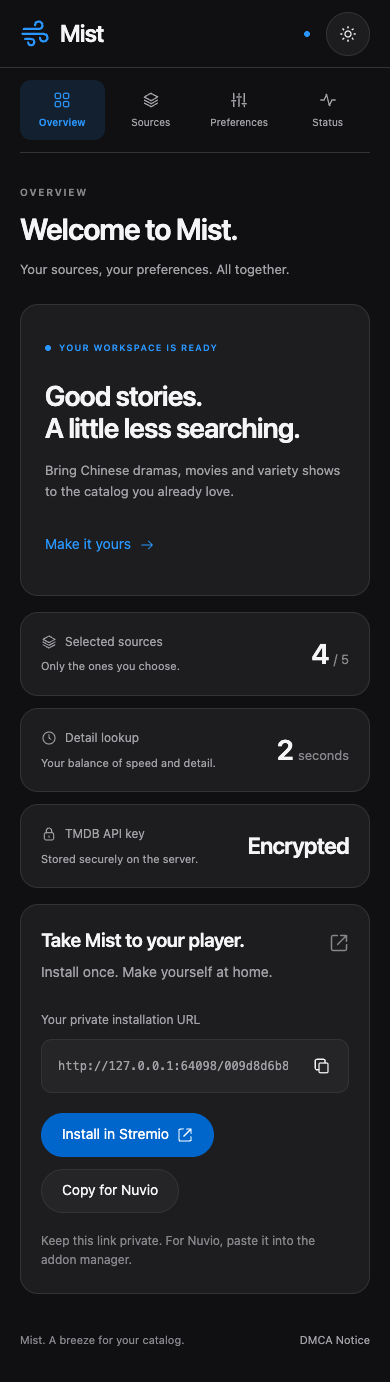 Mist
Overview
Sources
Preferences
Status
OVERVIEW
Welcome to Mist.
Your sources, your preferences. All together.
YOUR WORKSPACE IS READY
Good stories.
A little less searching.
Bring Chinese dramas, movies and variety shows
to the catalog you already love.
Make it yours →
Selected sources
Only the ones you choose.
4 / 5
Detail lookup
Your balance of speed and detail.
2 seconds
TMDB API key
Stored securely on the server.
Encrypted
Take Mist to your player.
Install once. Make yourself at home.
Your private installation URL
http://127.0.0.1:64098/009d8d6b8
Install in Stremio
Copy for Nuvio
Keep this link private. For Nuvio, paste it into the
addon manager.
Mist. A breeze for your catalog.
DMCA Notice